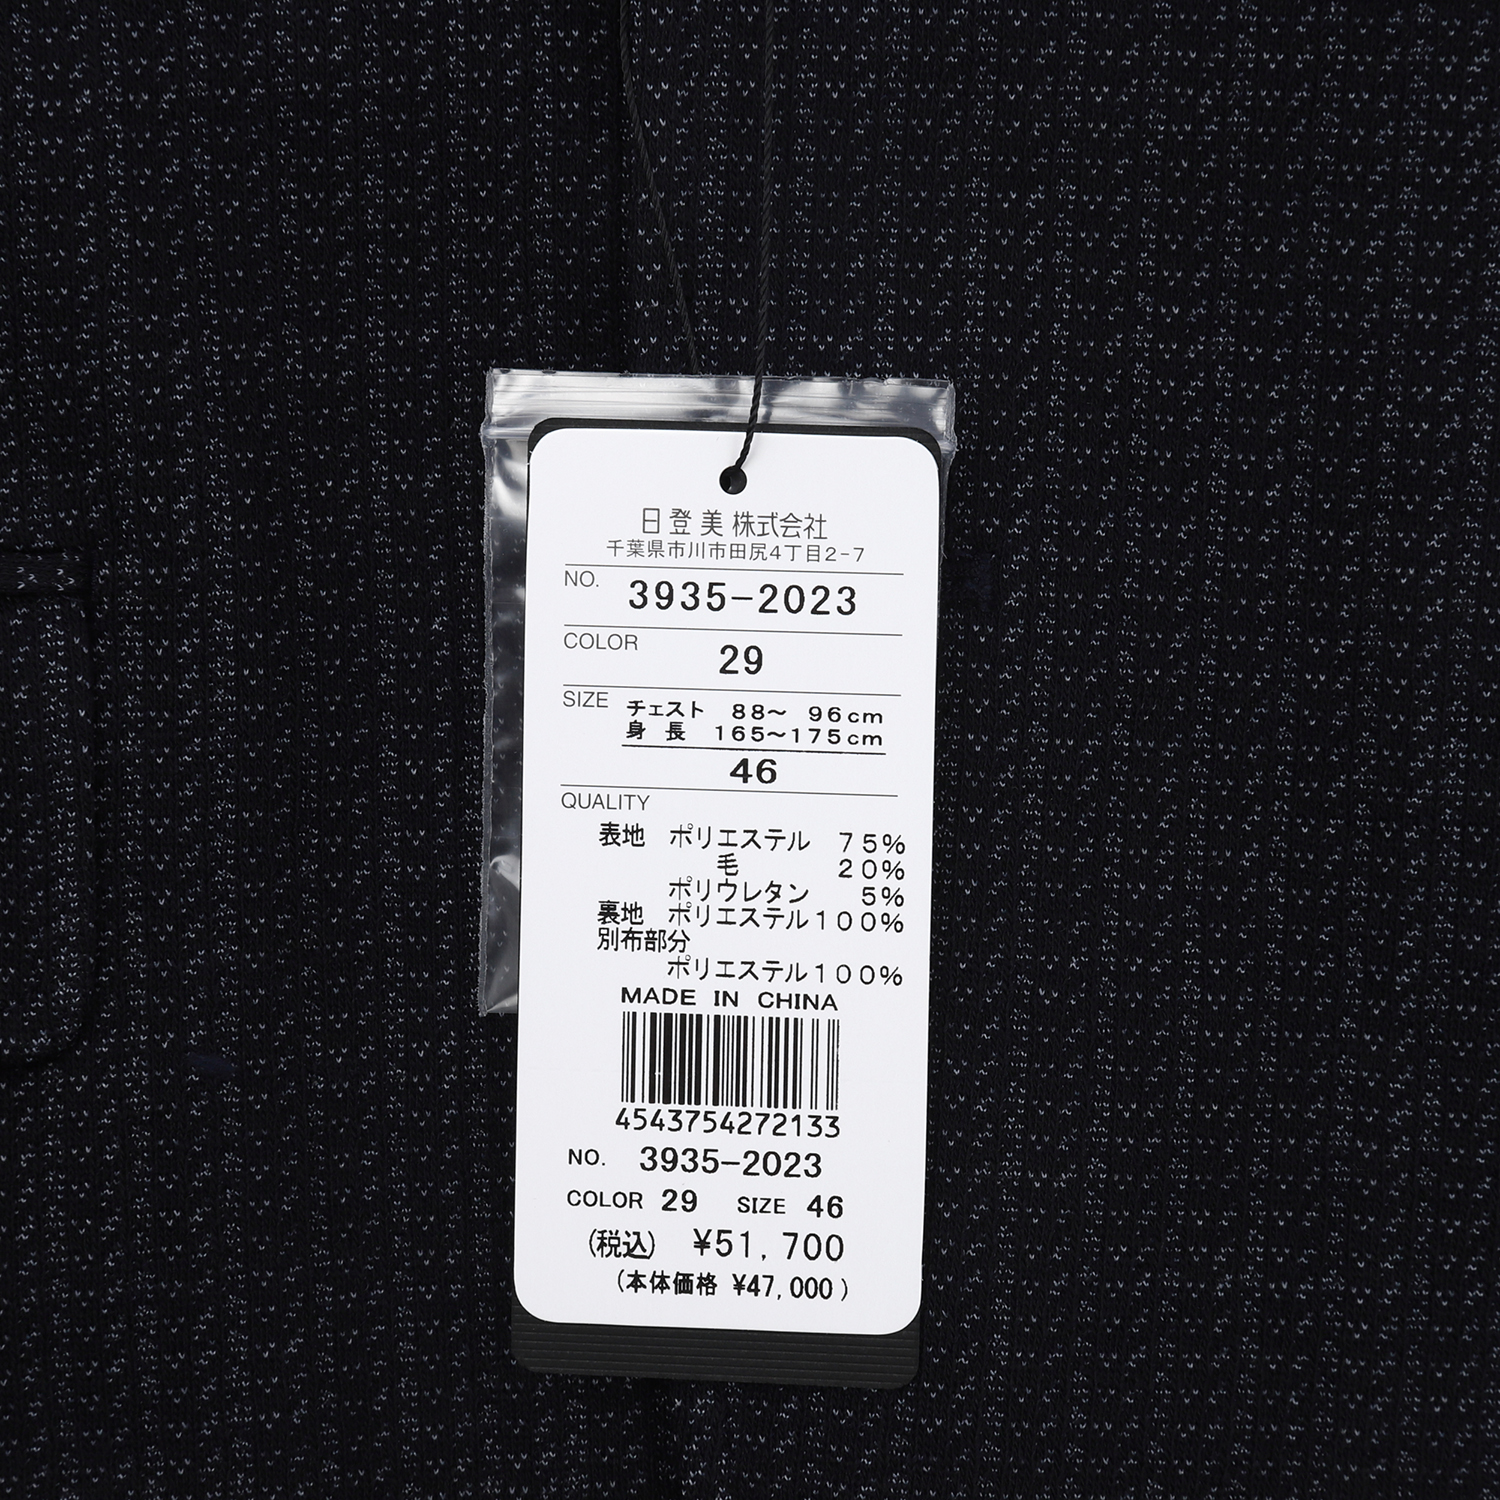 日登美 株式会社
千葉県市川市田尻4丁目2-7
NO. 3935-2023
COLOR 29
SIZE チェスト 88～ 96cm
身長 165～175cm
46
QUALITY
表地 ポリエステル 75%
毛 20%
ポリウレタン 5%
裏地 ポリエステル100%
別布部分
ポリエステル100%
MADE IN CHINA
4543754272133
NO. 3935-2023
COLOR 29 SIZE 46
(税込) ¥51,700
(本体価格 ¥47,000)